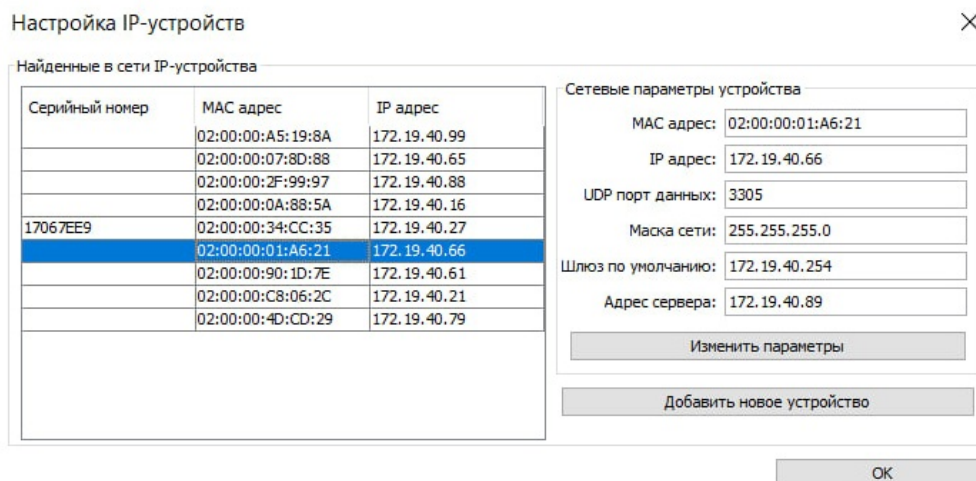 Настройка IP-устройств
Найденные в сети IP-устройства
Серийный номер MAC адрес IP адрес
02:00:00:A5:19:8A 172.19.40.99
02:00:00:07:8D:88 172.19.40.65
02:00:00:2F:99:97 172.19.40.88
02:00:00:0A:88:5A 172.19.40.16
17067EE9 02:00:00:34:CC:35 172.19.40.27
02:00:00:01:A6:21 172.19.40.66
02:00:00:90:1D:7E 172.19.40.61
02:00:00:C8:06:2C 172.19.40.21
02:00:00:4D:CD:29 172.19.40.79
Сетевые параметры устройства
MAC адрес: 02:00:00:01:A6:21
IP адрес: 172.19.40.66
UDP порт данных: 3305
Маска сети: 255.255.255.0
Шлюз по умолчанию: 172.19.40.254
Адрес сервера: 172.19.40.89
Изменить параметры
Добавить новое устройство
OK